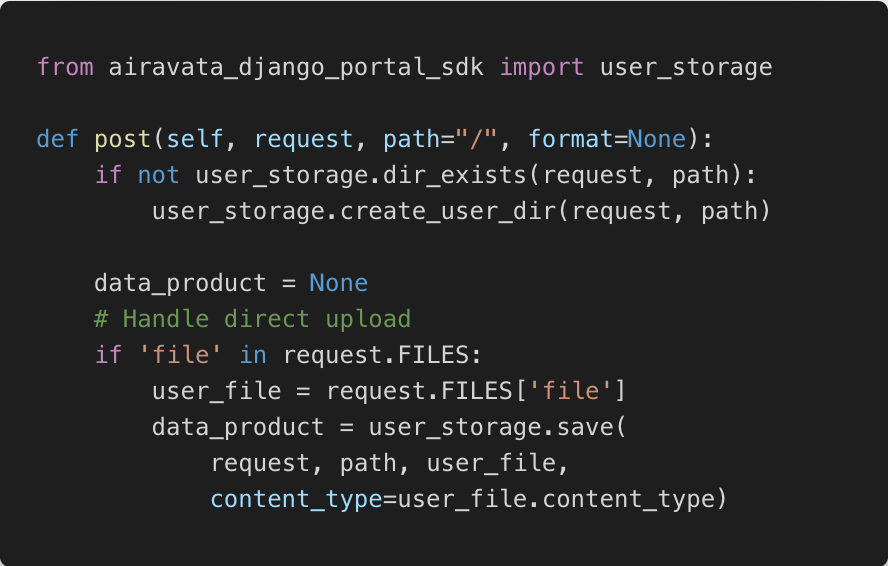 from airavata_django_portal_sdk import user_storage

def post(self, request, path="/", format=None):
    if not user_storage.dir_exists(request, path):
        user_storage.create_user_dir(request, path)

    data_product = None
    # Handle direct upload
    if 'file' in request.FILES:
        user_file = request.FILES['file']
        data_product = user_storage.save(
            request, path, user_file,
            content_type=user_file.content_type)